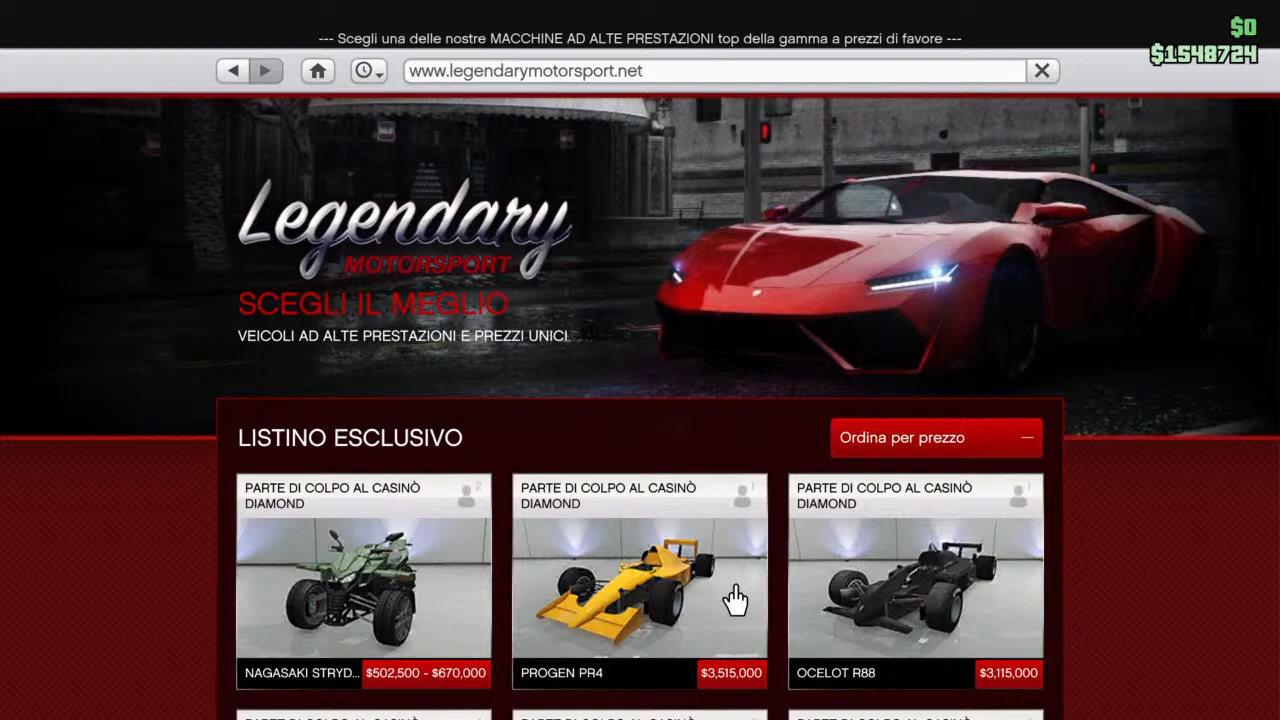 --- Scegli una delle nostre MACCHINE AD ALTE PRESTAZIONI top della gamma a prezzi di favore ---
$0
$1548724
www.legendarymotorsport.net
Legendary
MOTORSPORT
SCEGLI IL MEGLIO
VEICOLI AD ALTE PRESTAZIONI E PREZZI UNICI
LISTINO ESCLUSIVO
Ordina per prezzo
PARTE DI COLPO AL CASINÒ
DIAMOND
2
NAGASAKI STRYD...
$502,500 - $670,000
PARTE DI COLPO AL CASINÒ
DIAMOND
1
PROGEN PR4
$3,515,000
PARTE DI COLPO AL CASINÒ
DIAMOND
1
OCELOT R88
$3,115,000